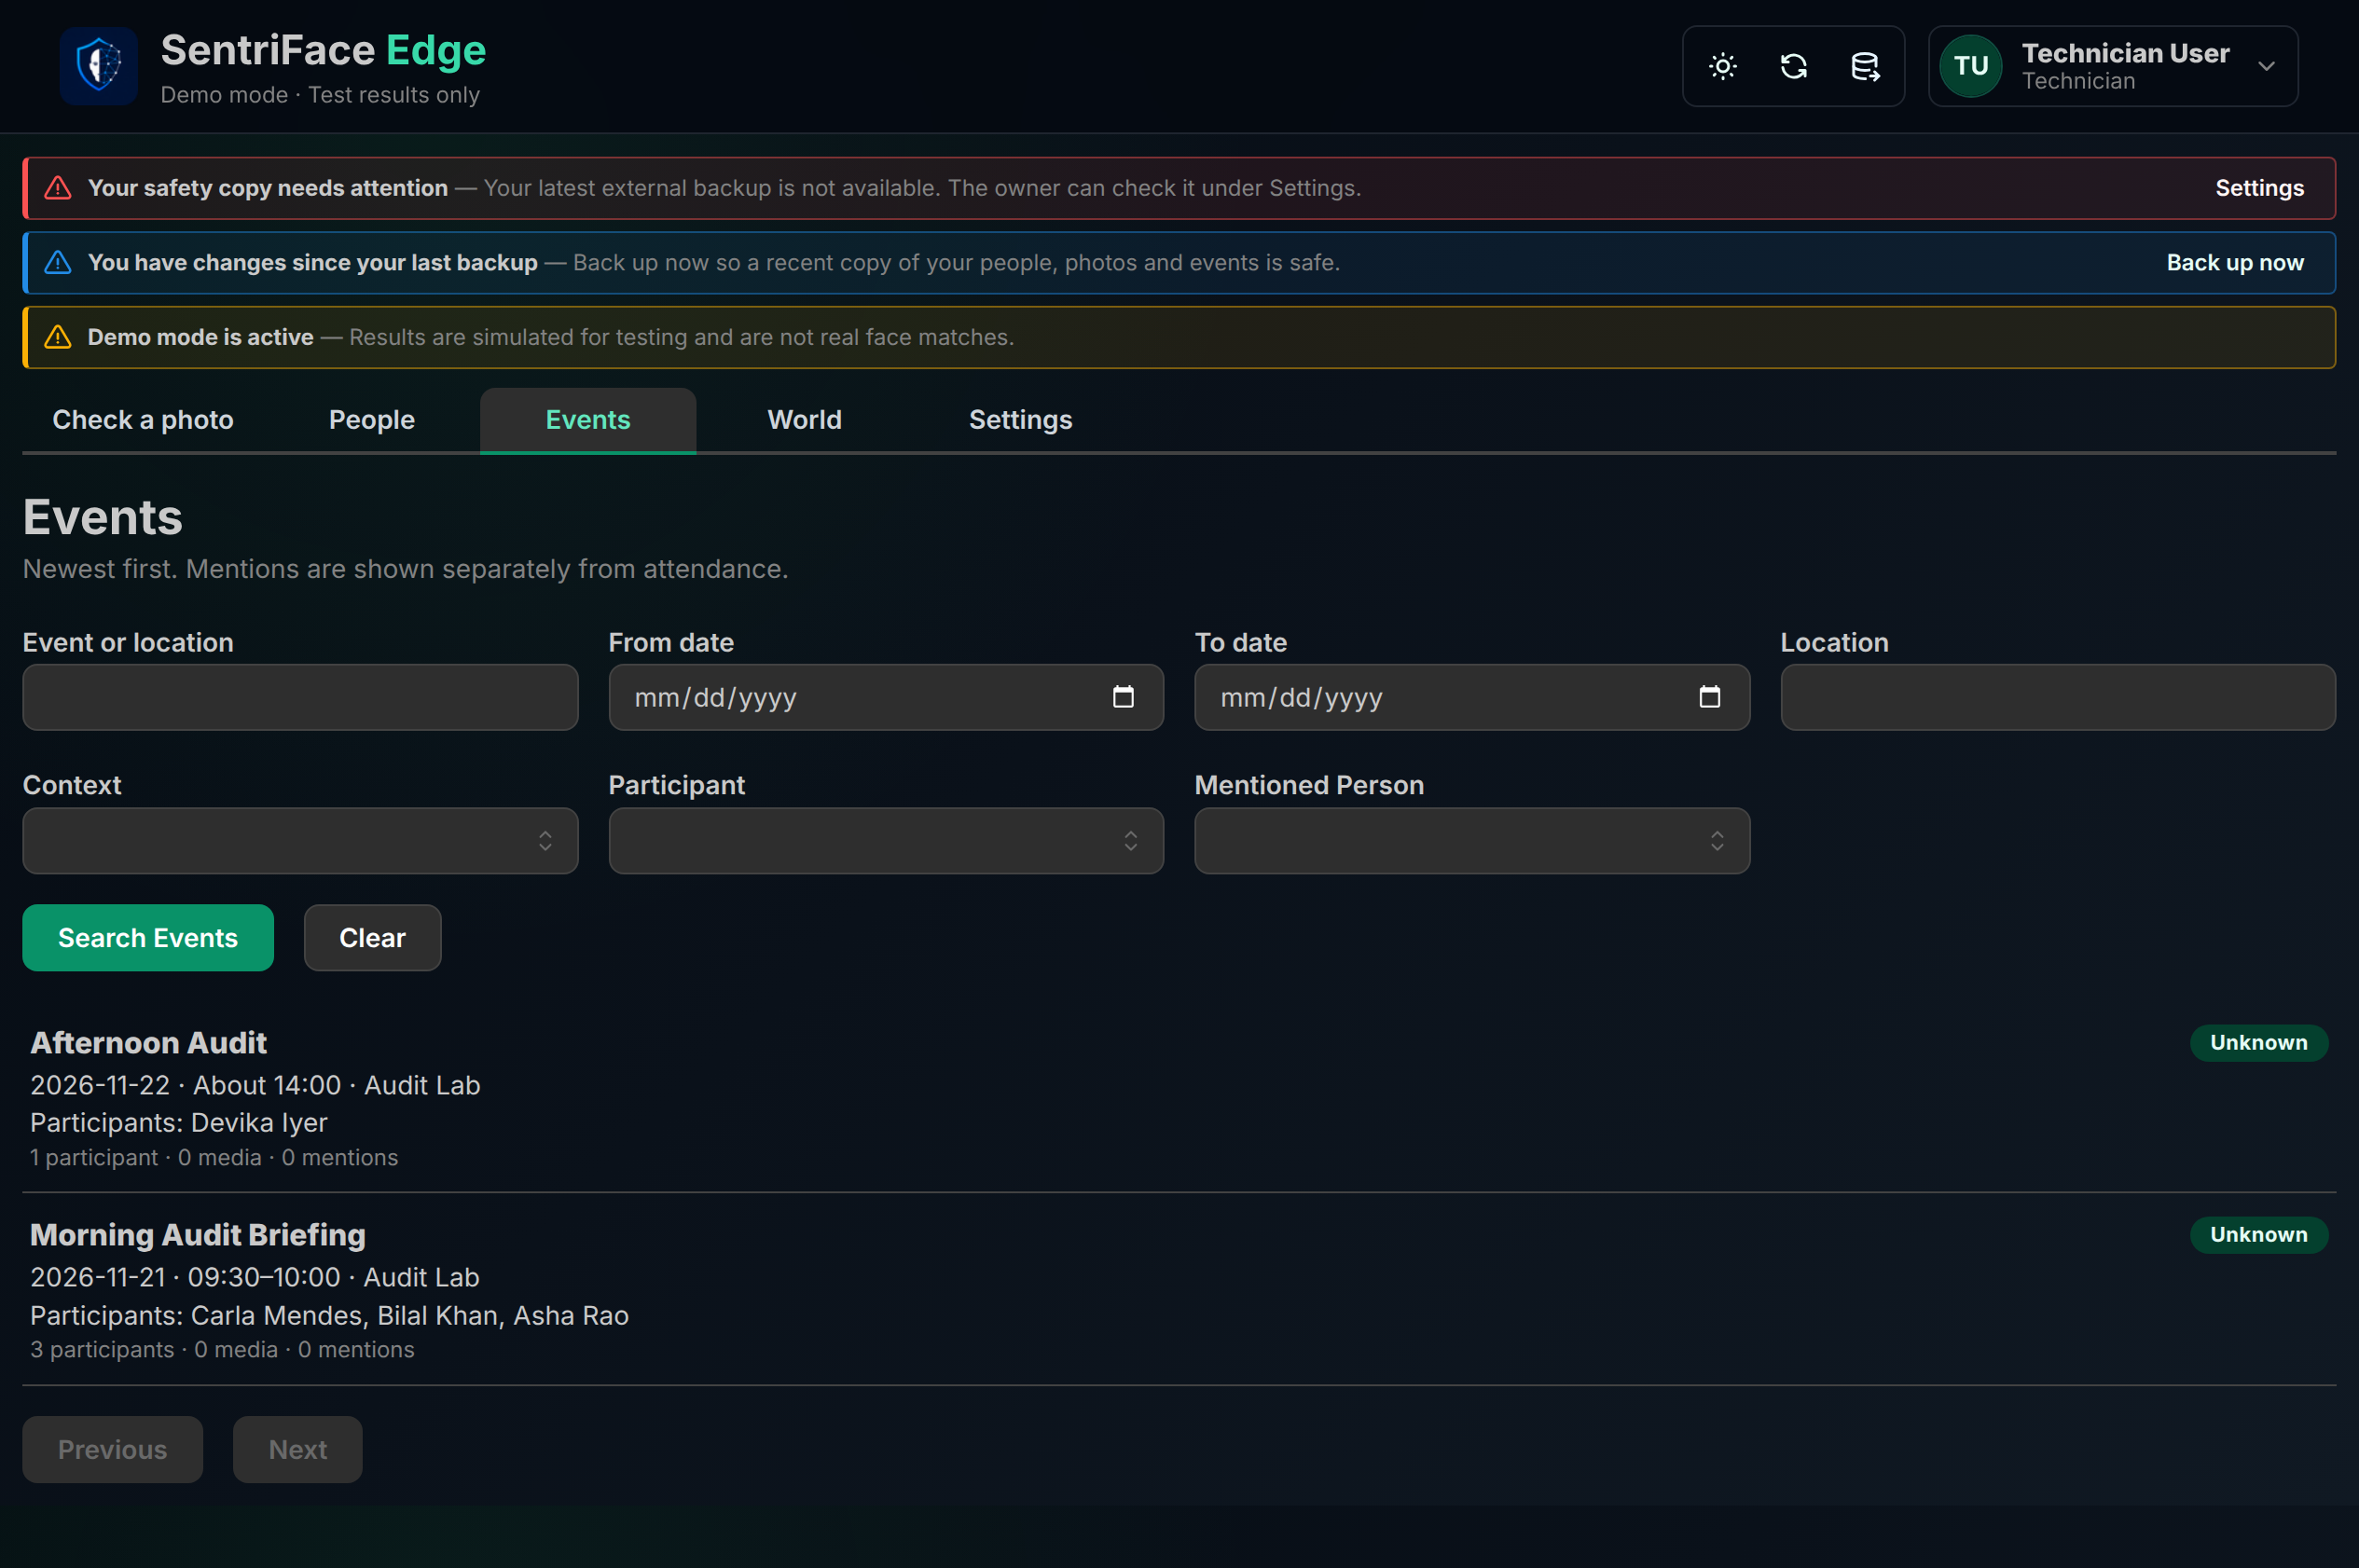 SentriFace Edge
Demo mode · Test results only
TU
Technician User
Technician
Your safety copy needs attention — Your latest external backup is not available. The owner can check it under Settings.
Settings
You have changes since your last backup — Back up now so a recent copy of your people, photos and events is safe.
Back up now
Demo mode is active — Results are simulated for testing and are not real face matches.
Check a photo
People
Events
World
Settings
Events
Newest first. Mentions are shown separately from attendance.
Event or location
From date
To date
Location
mm/dd/yyyy
mm/dd/yyyy
Context
Participant
Mentioned Person
Search Events
Clear
Afternoon Audit
Unknown
2026-11-22 · About 14:00 · Audit Lab
Participants: Devika Iyer
1 participant · 0 media · 0 mentions
Morning Audit Briefing
Unknown
2026-11-21 · 09:30–10:00 · Audit Lab
Participants: Carla Mendes, Bilal Khan, Asha Rao
3 participants · 0 media · 0 mentions
Previous
Next